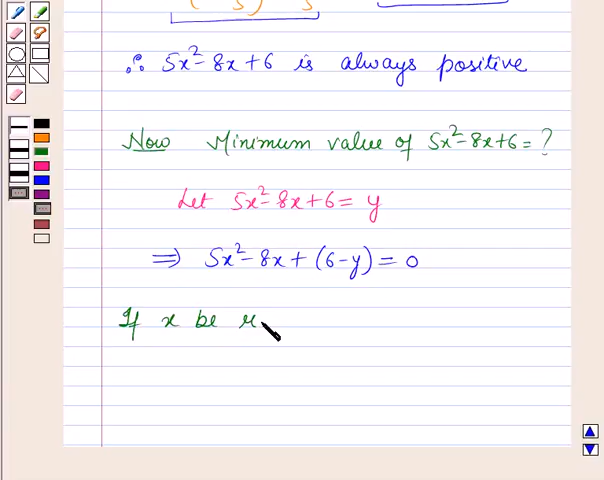 ∴ 5x²-8x+6 is always positive
Now Minimum value of 5x²-8x+6=?
Let 5x²-8x+6 = y
⇒ 5x²-8x+(6-y)=0
If x be